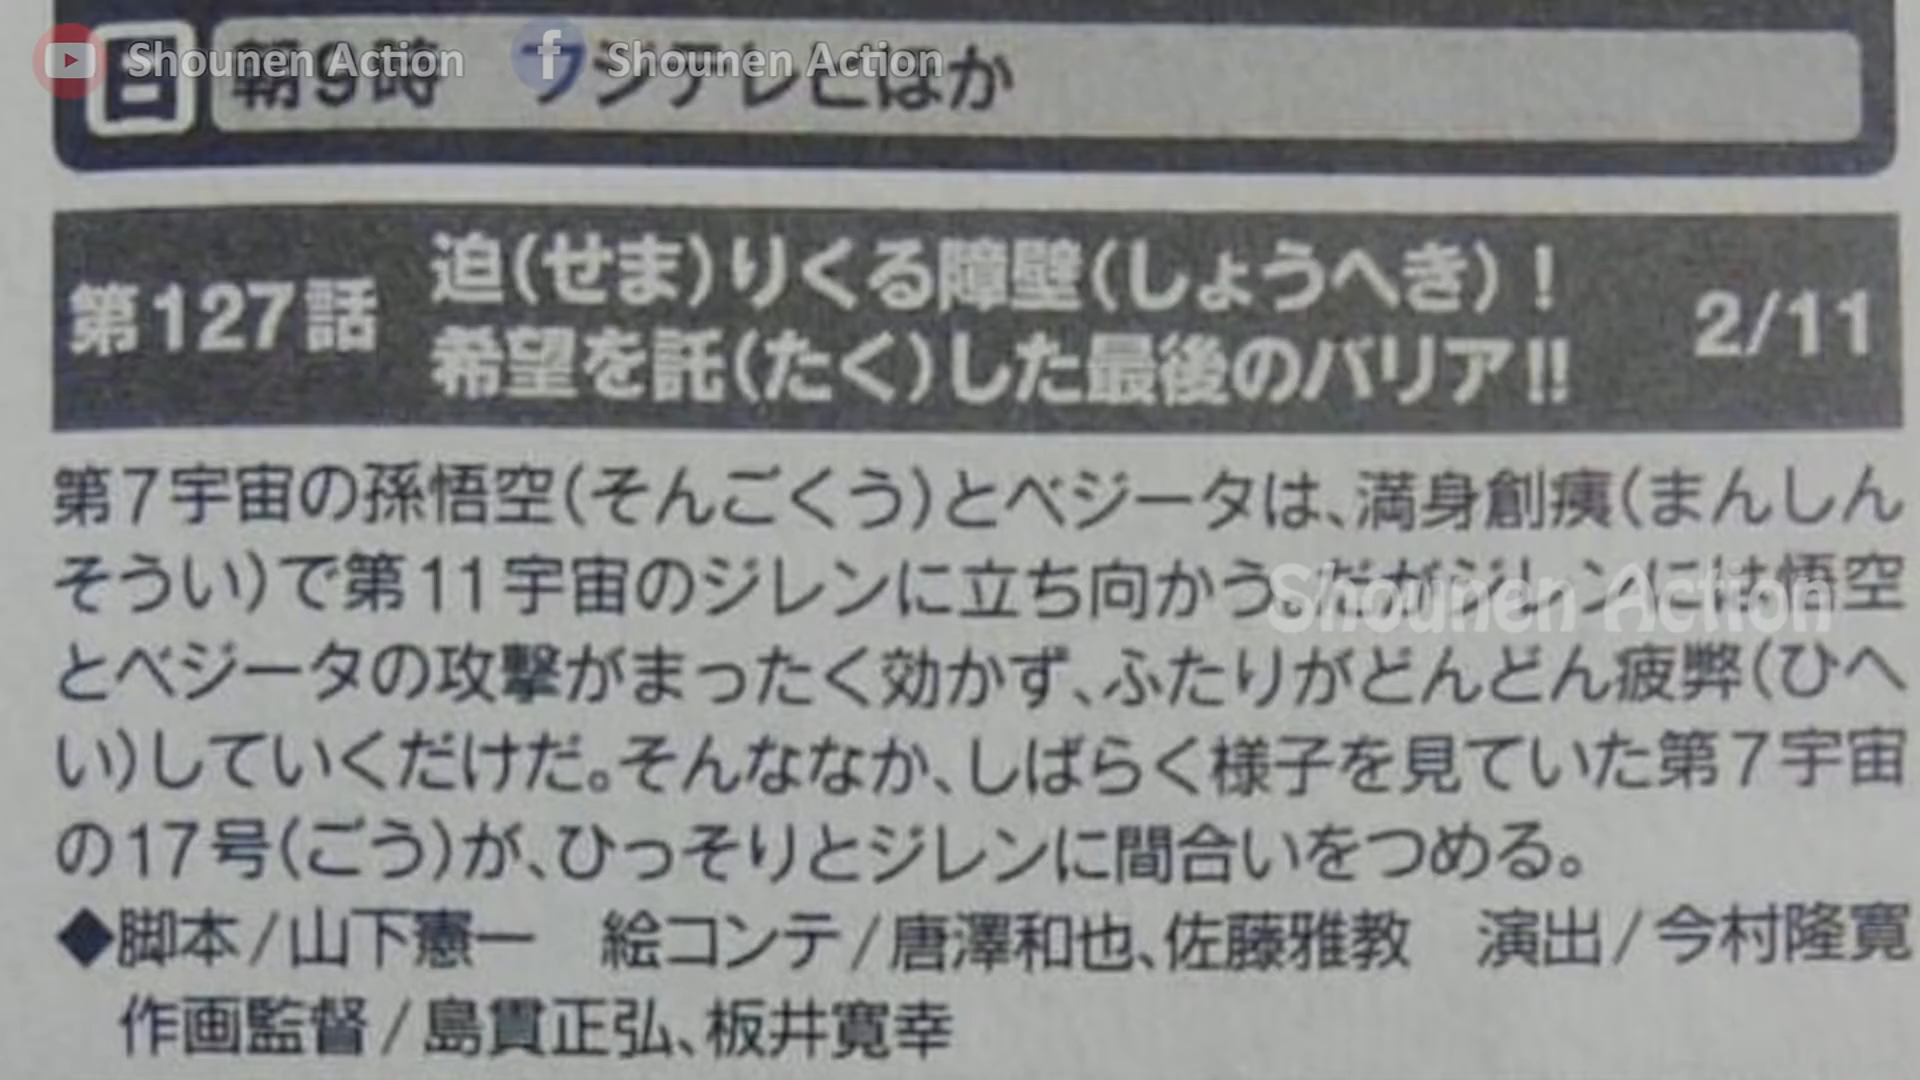 Shounen Action Shounen Action
日 朝9時 フジテレビほか
第127話 迫(せま)りくる障壁(しょうへき)! 2/11
希望を託(たく)した最後のバリア!!
第7宇宙の孫悟空(そんごくう)とベジータは、満身創痍(まんしん
そうい)で第11宇宙のジレンに立ち向かう。だがジレンには悟空
とベジータの攻撃がまったく効かず、ふたりがどんどん疲弊(ひへ
い)していくだけだ。そんななか、しばらく様子を見ていた第7宇宙
の17号(ごう)が、ひっそりとジレンに間合いをつめる。
Shounen Action
◆脚本/山下憲一 絵コンテ/唐澤和也、佐藤雅教 演出/今村隆寛
作画監督/島貫正弘、板井寛幸